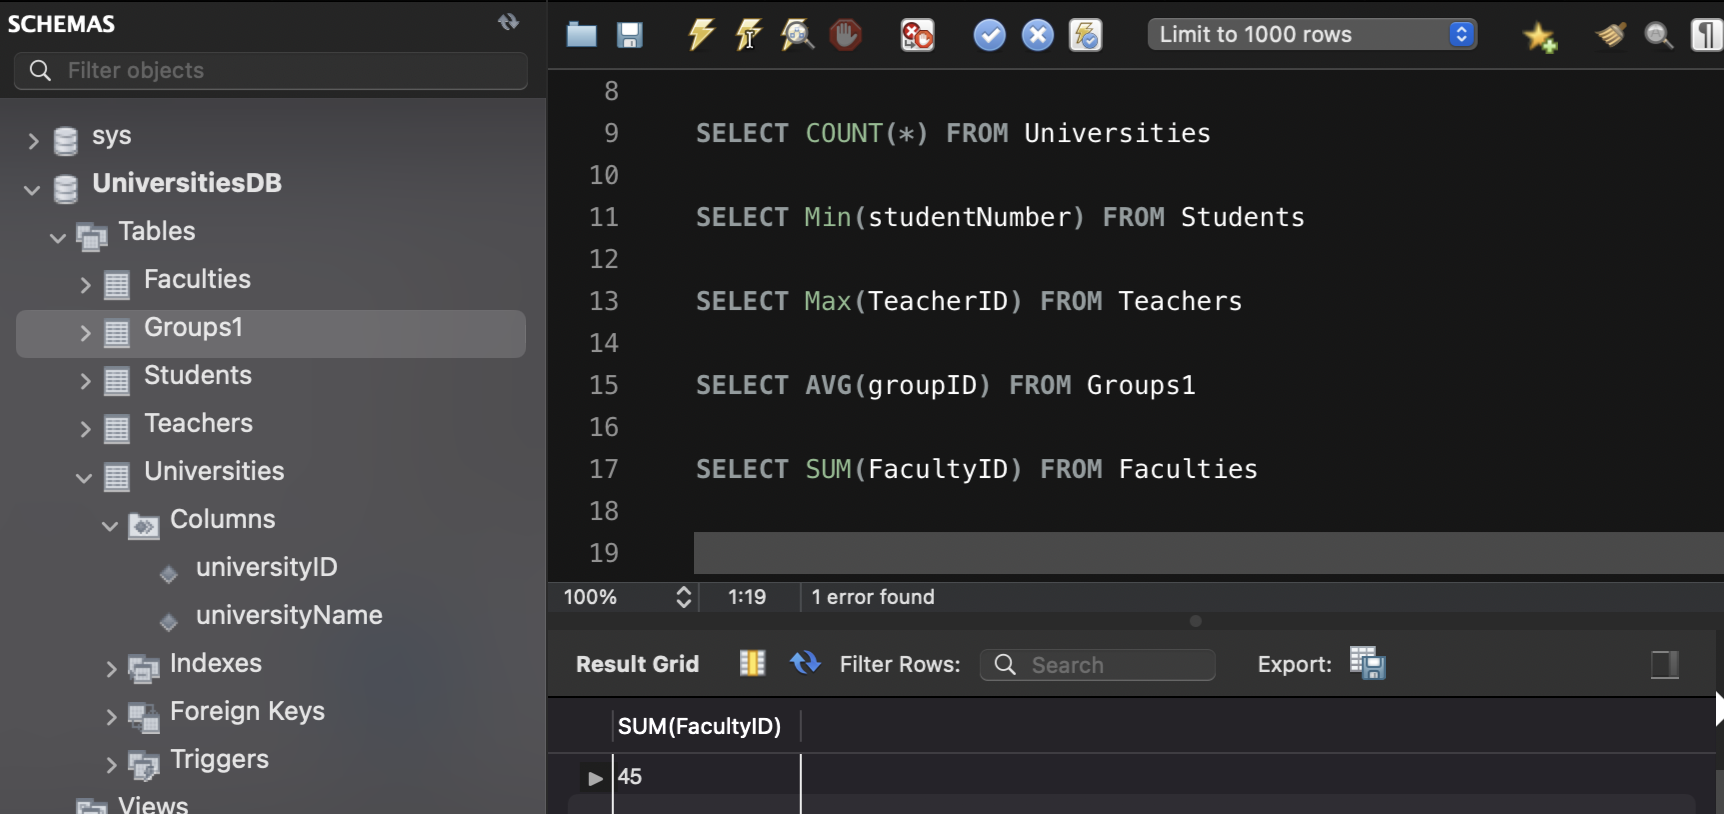 SCHEMAS
Filter objects
sys
UniversitiesDB
Tables
Faculties
Groups1
Students
Teachers
Universities
Columns
universityID
universityName
Indexes
Foreign Keys
Triggers
Views
Limit to 1000 rows
8
9 SELECT COUNT(*) FROM Universities
10
11 SELECT Min(studentNumber) FROM Students
12
13 SELECT Max(TeacherID) FROM Teachers
14
15 SELECT AVG(groupID) FROM Groups1
16
17 SELECT SUM(FacultyID) FROM Faculties
18
19
100% 1:19 1 error found
Result Grid Filter Rows: Search Export:
SUM(FacultyID)
45